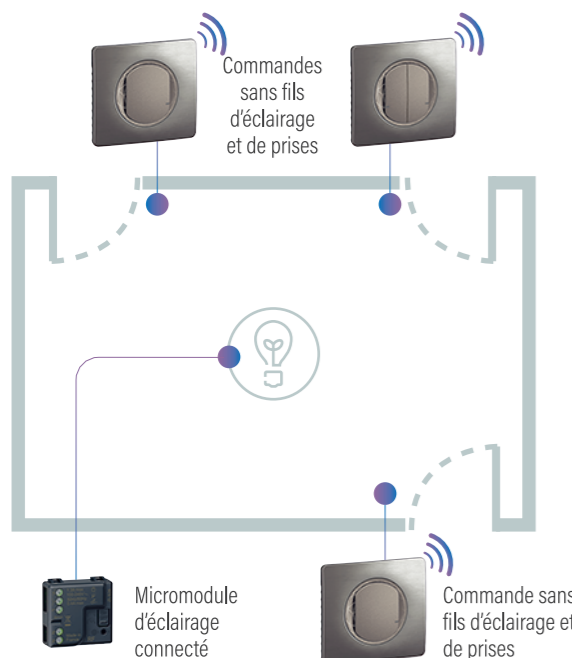 Commandes
sans fils
d'éclairage
et de prises
Micromodule
d'éclairage
connecté
Commande sans
fils d'éclairage et
de prises